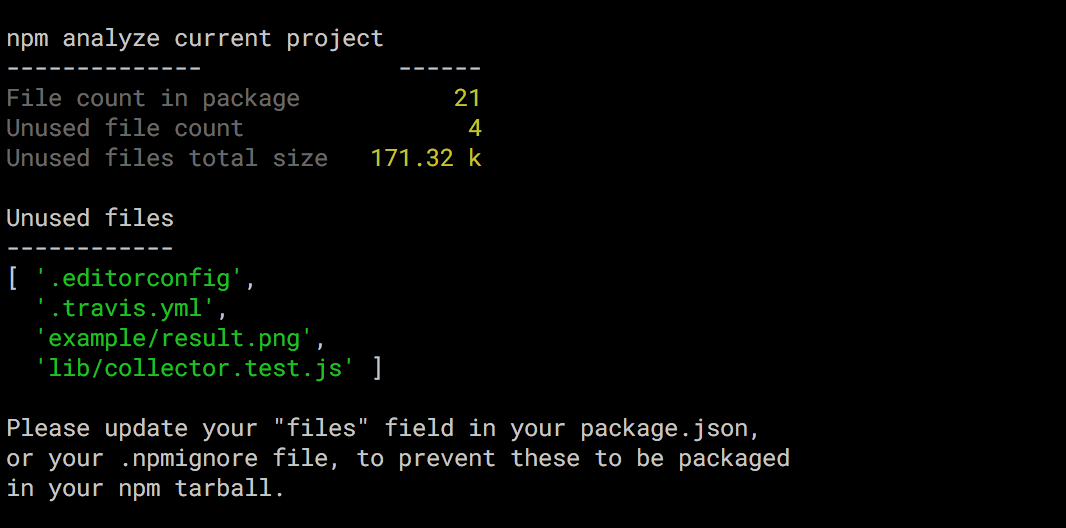 npm analyze current project
--------------              ------
File count in package           21
Unused file count                4
Unused files total size   171.32 k
Unused files
------------
[ '.editorconfig',
  '.travis.yml',
  'example/result.png',
  'lib/collector.test.js' ]
Please update your "files" field in your package.json,
or your .npmignore file, to prevent these to be packaged
in your npm tarball.